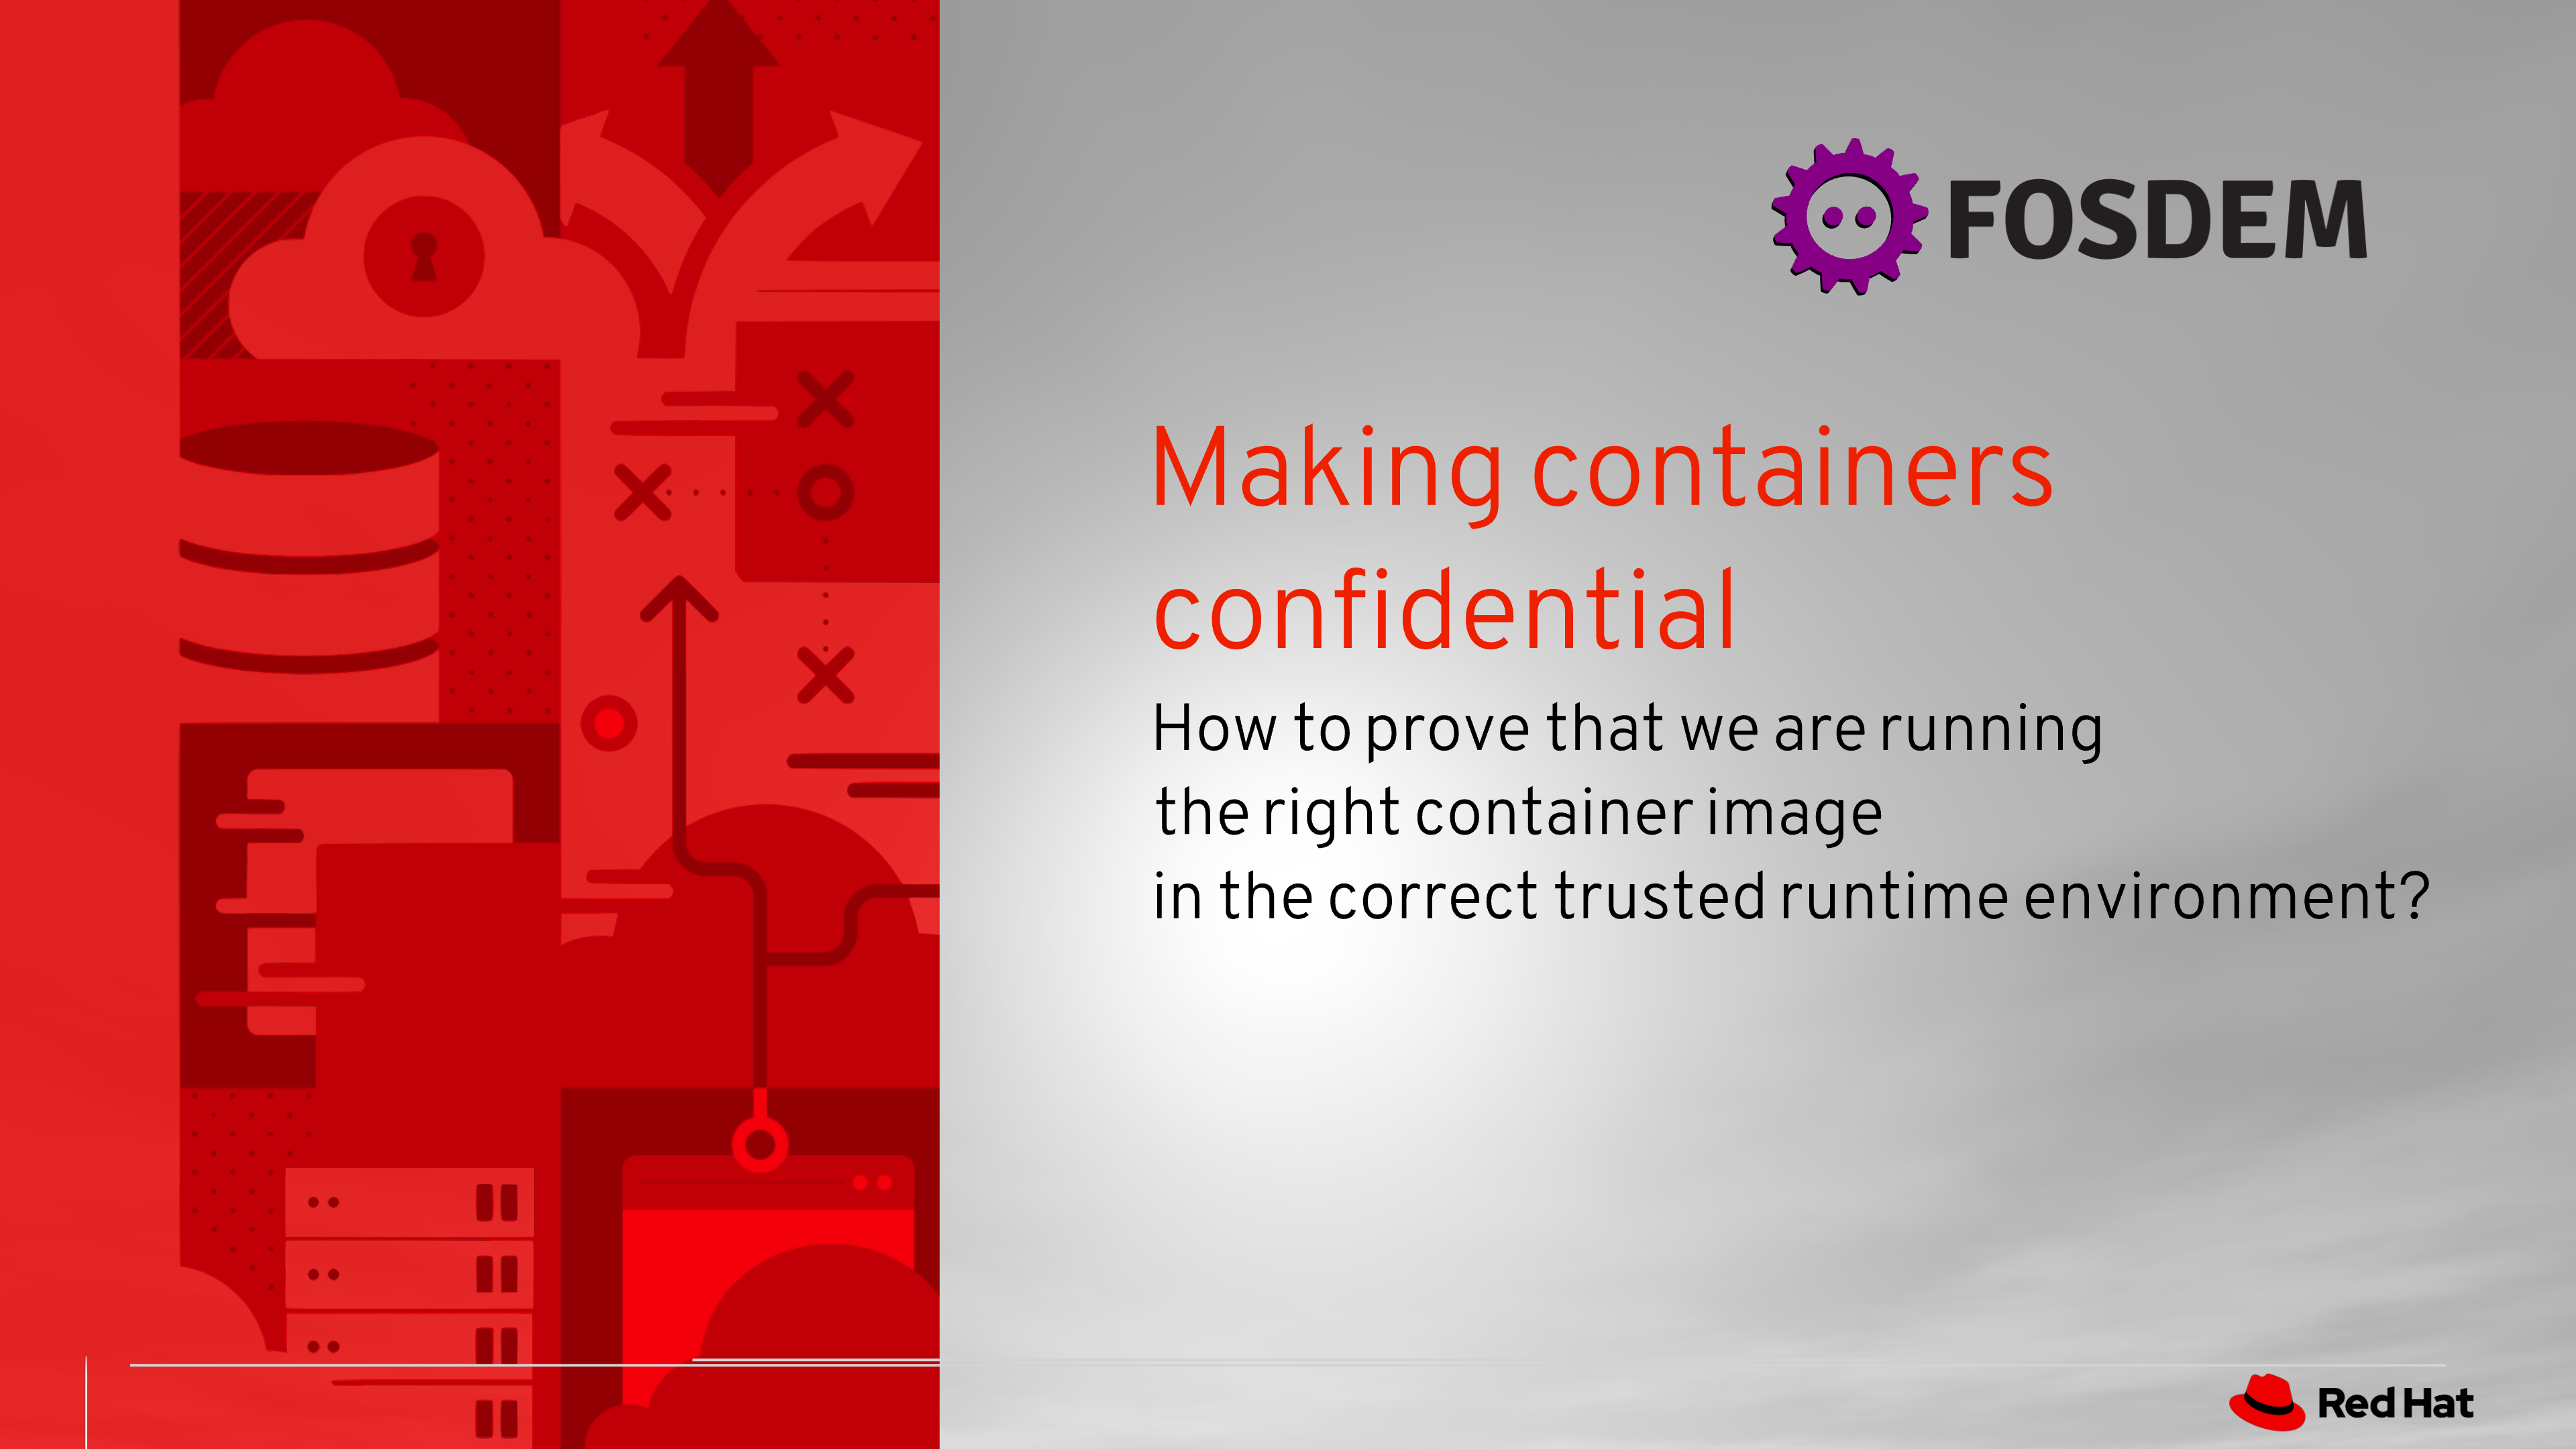 FOSDEM
Making containers
confidential
How to prove that we are running
the right container image
in the correct trusted runtime environment?
Red Hat